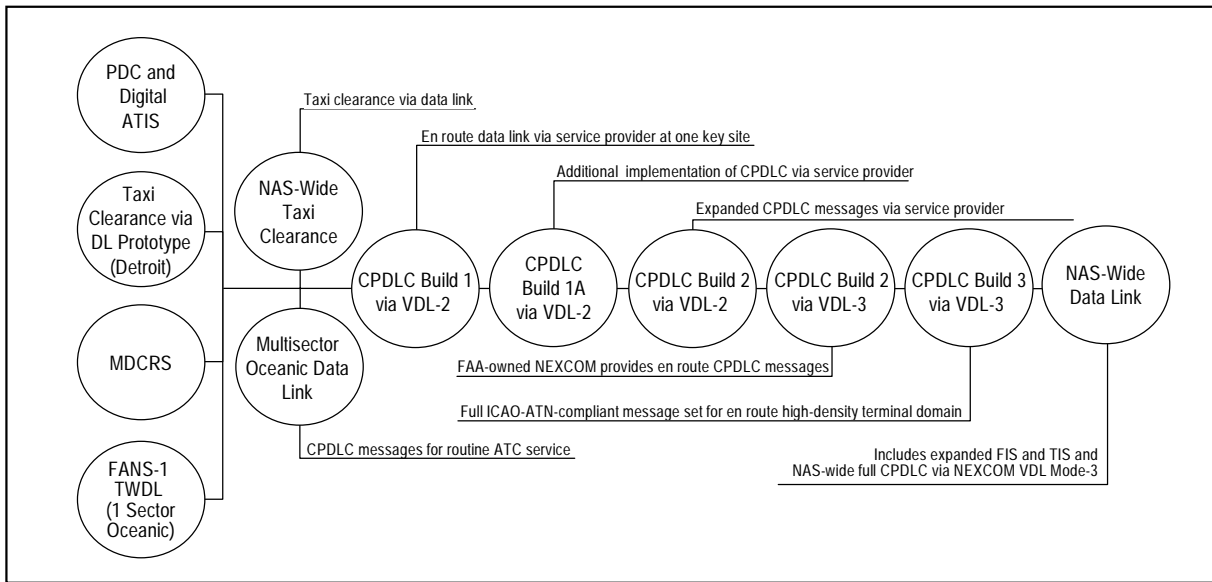 PDC and
Digital
ATIS
Taxi
Clearance via
DL Prototype
(Detroit)
MDCRS
FANS-1
TWDL
(1 Sector
Oceanic)
Taxi clearance via data link
NAS-Wide
Taxi
Clearance
Multisector
Oceanic Data
Link
CPDLC messages for routine ATC service
En route data link via service provider at one key site
CPDLC Build 1
via VDL-2
Additional implementation of CPDLC via service provider
CPDLC
Build 1A
via VDL-2
Expanded CPDLC messages via service provider
CPDLC Build 2
via VDL-2
CPDLC Build 2
via VDL-3
FAA-owned NEXCOM provides en route CPDLC messages
CPDLC Build 3
via VDL-3
Full ICAO-ATN-compliant message set for en route high-density terminal domain
NAS-Wide
Data Link
Includes expanded FIS and TIS and
NAS-wide full CPDLC via NEXCOM VDL Mode-3